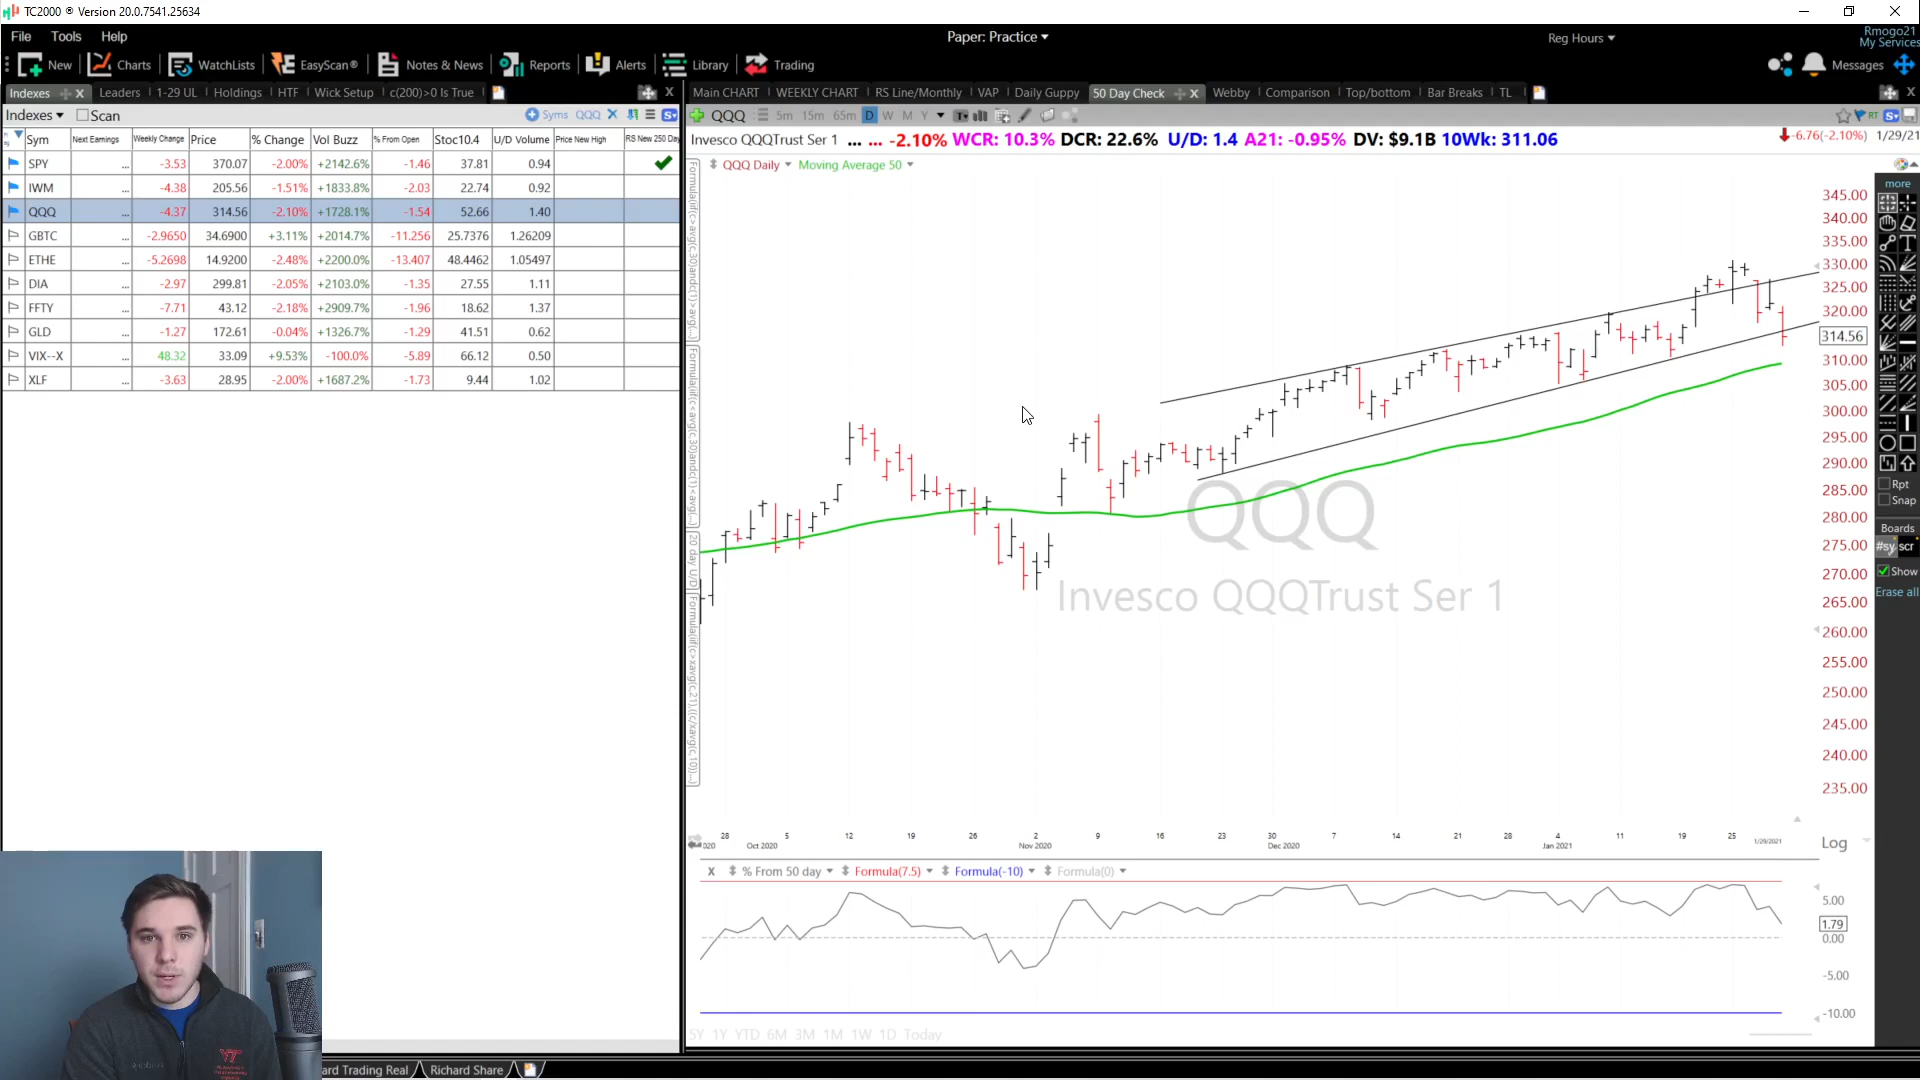 TC2000 ® Version 20.0.7541.25634
File Tools Help
Paper: Practice
Reg Hours
Rmogo21
My Services
New Charts WatchLists EasyScan® Notes & News Reports Alerts Library Trading
Messages
Indexes Leaders 1-29 UL Holdings HTF Wick Setup c(200)>0 Is True
Main CHART WEEKLY CHART RS Line/Monthly VAP Daily Guppy 50 Day Check Webby Comparison Top/bottom Bar Breaks TL
Indexes Scan Syms QQQ
QQQ 5m 15m 65m D W M Y
RT
Sym Next Earnings Weekly Change Price % Change Vol Buzz % From Open Stoc10.4 U/D Volume Price New High RS New 250 Day
Invesco QQQTrust Ser 1 ... ... -2.10% WCR: 10.3% DCR: 22.6% U/D: 1.4 A21: -0.95% DV: $9.1B 10Wk: 311.06
-6.76(-2.10%) 1/29/21
SPY ... -3.53 370.07 -2.00% +2142.6% -1.46 37.81 0.94
IWM ... -4.38 205.56 -1.51% +1833.8% -2.03 22.74 0.92
QQQ ... -4.37 314.56 -2.10% +1728.1% -1.54 52.66 1.40
GBTC ... -2.9650 34.6900 +3.11% +2014.7% -11.256 25.7376 1.26209
ETHE ... -5.2698 14.9200 -2.48% +2200.0% -13.407 48.4462 1.05497
DIA ... -2.97 299.81 -2.05% +2103.0% -1.35 27.55 1.11
FFTY ... -7.71 43.12 -2.18% +2909.7% -1.96 18.62 1.37
GLD ... -1.27 172.61 -0.04% +1326.7% -1.29 41.51 0.62
VIX--X ... 48.32 33.09 +9.53% -100.0% -5.89 66.12 0.50
XLF ... -3.63 28.95 -2.00% +1687.2% -1.73 9.44 1.02
QQQ Daily Moving Average 50
20 day U/D
345.00
340.00
335.00
330.00
325.00
320.00
314.56
310.00
305.00
300.00
295.00
290.00
285.00
280.00
275.00
270.00
265.00
260.00
255.00
250.00
245.00
240.00
235.00
QQQ
Invesco QQQTrust Ser 1
more
Rpt
Snap
Boards
#sy scr
Show
Erase all
28 5 12 19 26 2 9 16 23 30 7 14 21 28 4 11 19 25 1/29/2021
Oct 2020 Nov 2020 Dec 2020 Jan 2021
Log
X % From 50 day Formula(7.5) Formula(-10) Formula(0)
5.00
1.79
0.00
-5.00
-10.00
5Y 1Y YTD 6M 3M 1M 1W 1D Today
ard Trading Real Richard Share